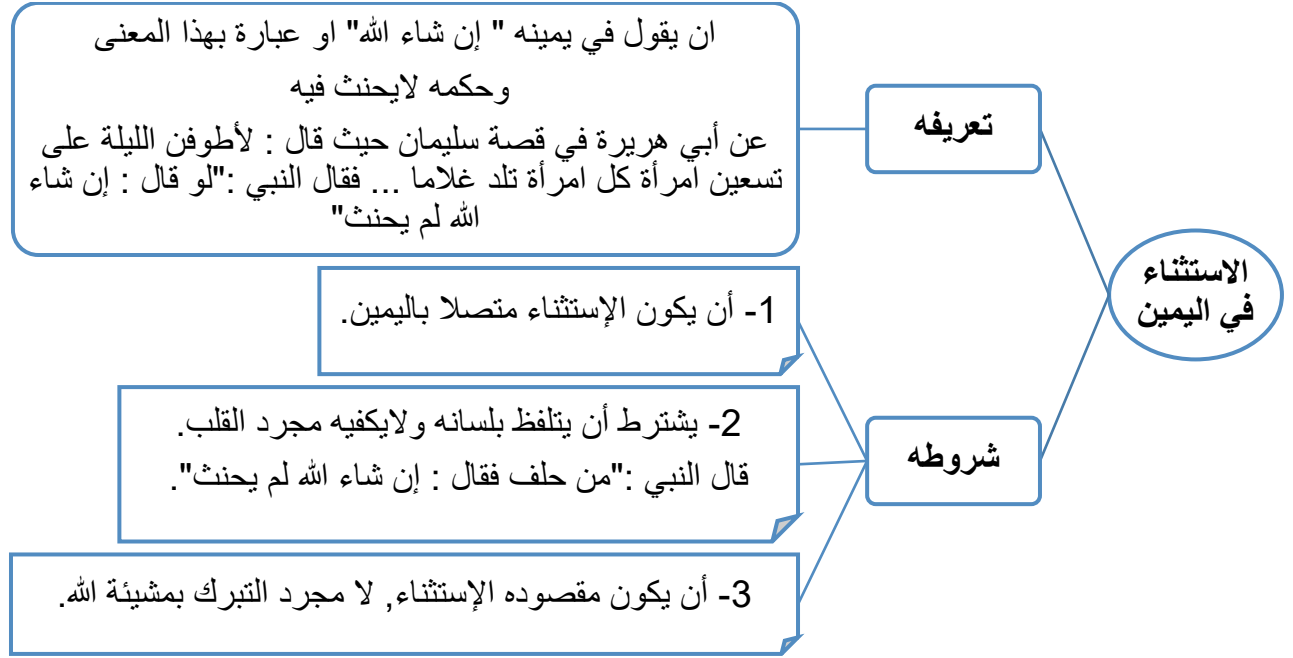 الاستثناء
في اليمين
تعريفه
ان يقول في يمينه " إن شاء الله" او عبارة بهذا المعنى
وحكمه لايحنث فيه
عن أبي هريرة في قصة سليمان حيث قال : لأطوفن الليلة على
تسعين امرأة كل امرأة تلد غلاما ... فقال النبي :"لو قال : إن شاء
الله لم يحنث"
شروطه
1- أن يكون الإستثناء متصلا باليمين.
2- يشترط أن يتلفظ بلسانه ولايكفيه مجرد القلب.
قال النبي :"من حلف فقال : إن شاء الله لم يحنث".
3- أن يكون مقصوده الإستثناء, لا مجرد التبرك بمشيئة الله.